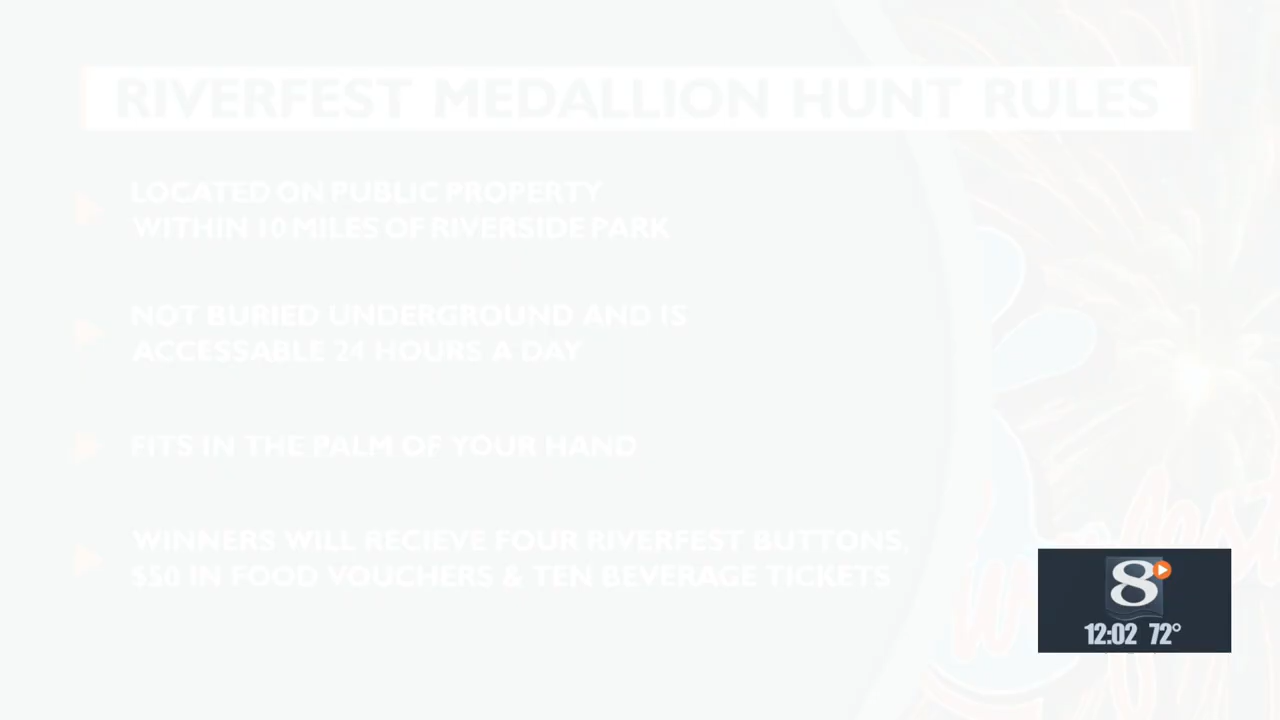 RIVERFEST MEDALLION HUNT RULES
LOCATED ON PUBLIC PROPERTY
WITHIN 10 MILES OF RIVERSIDE PARK
NOT BURIED UNDERGROUND AND IS
ACCESSABLE 24 HOURS A DAY
FITS IN THE PALM OF YOUR HAND
WINNERS WILL RECIEVE FOUR RIVERFEST BUTTONS,
$50 IN FOOD VOUCHERS & TEN BEVERAGE TICKETS
8
12:02 72°